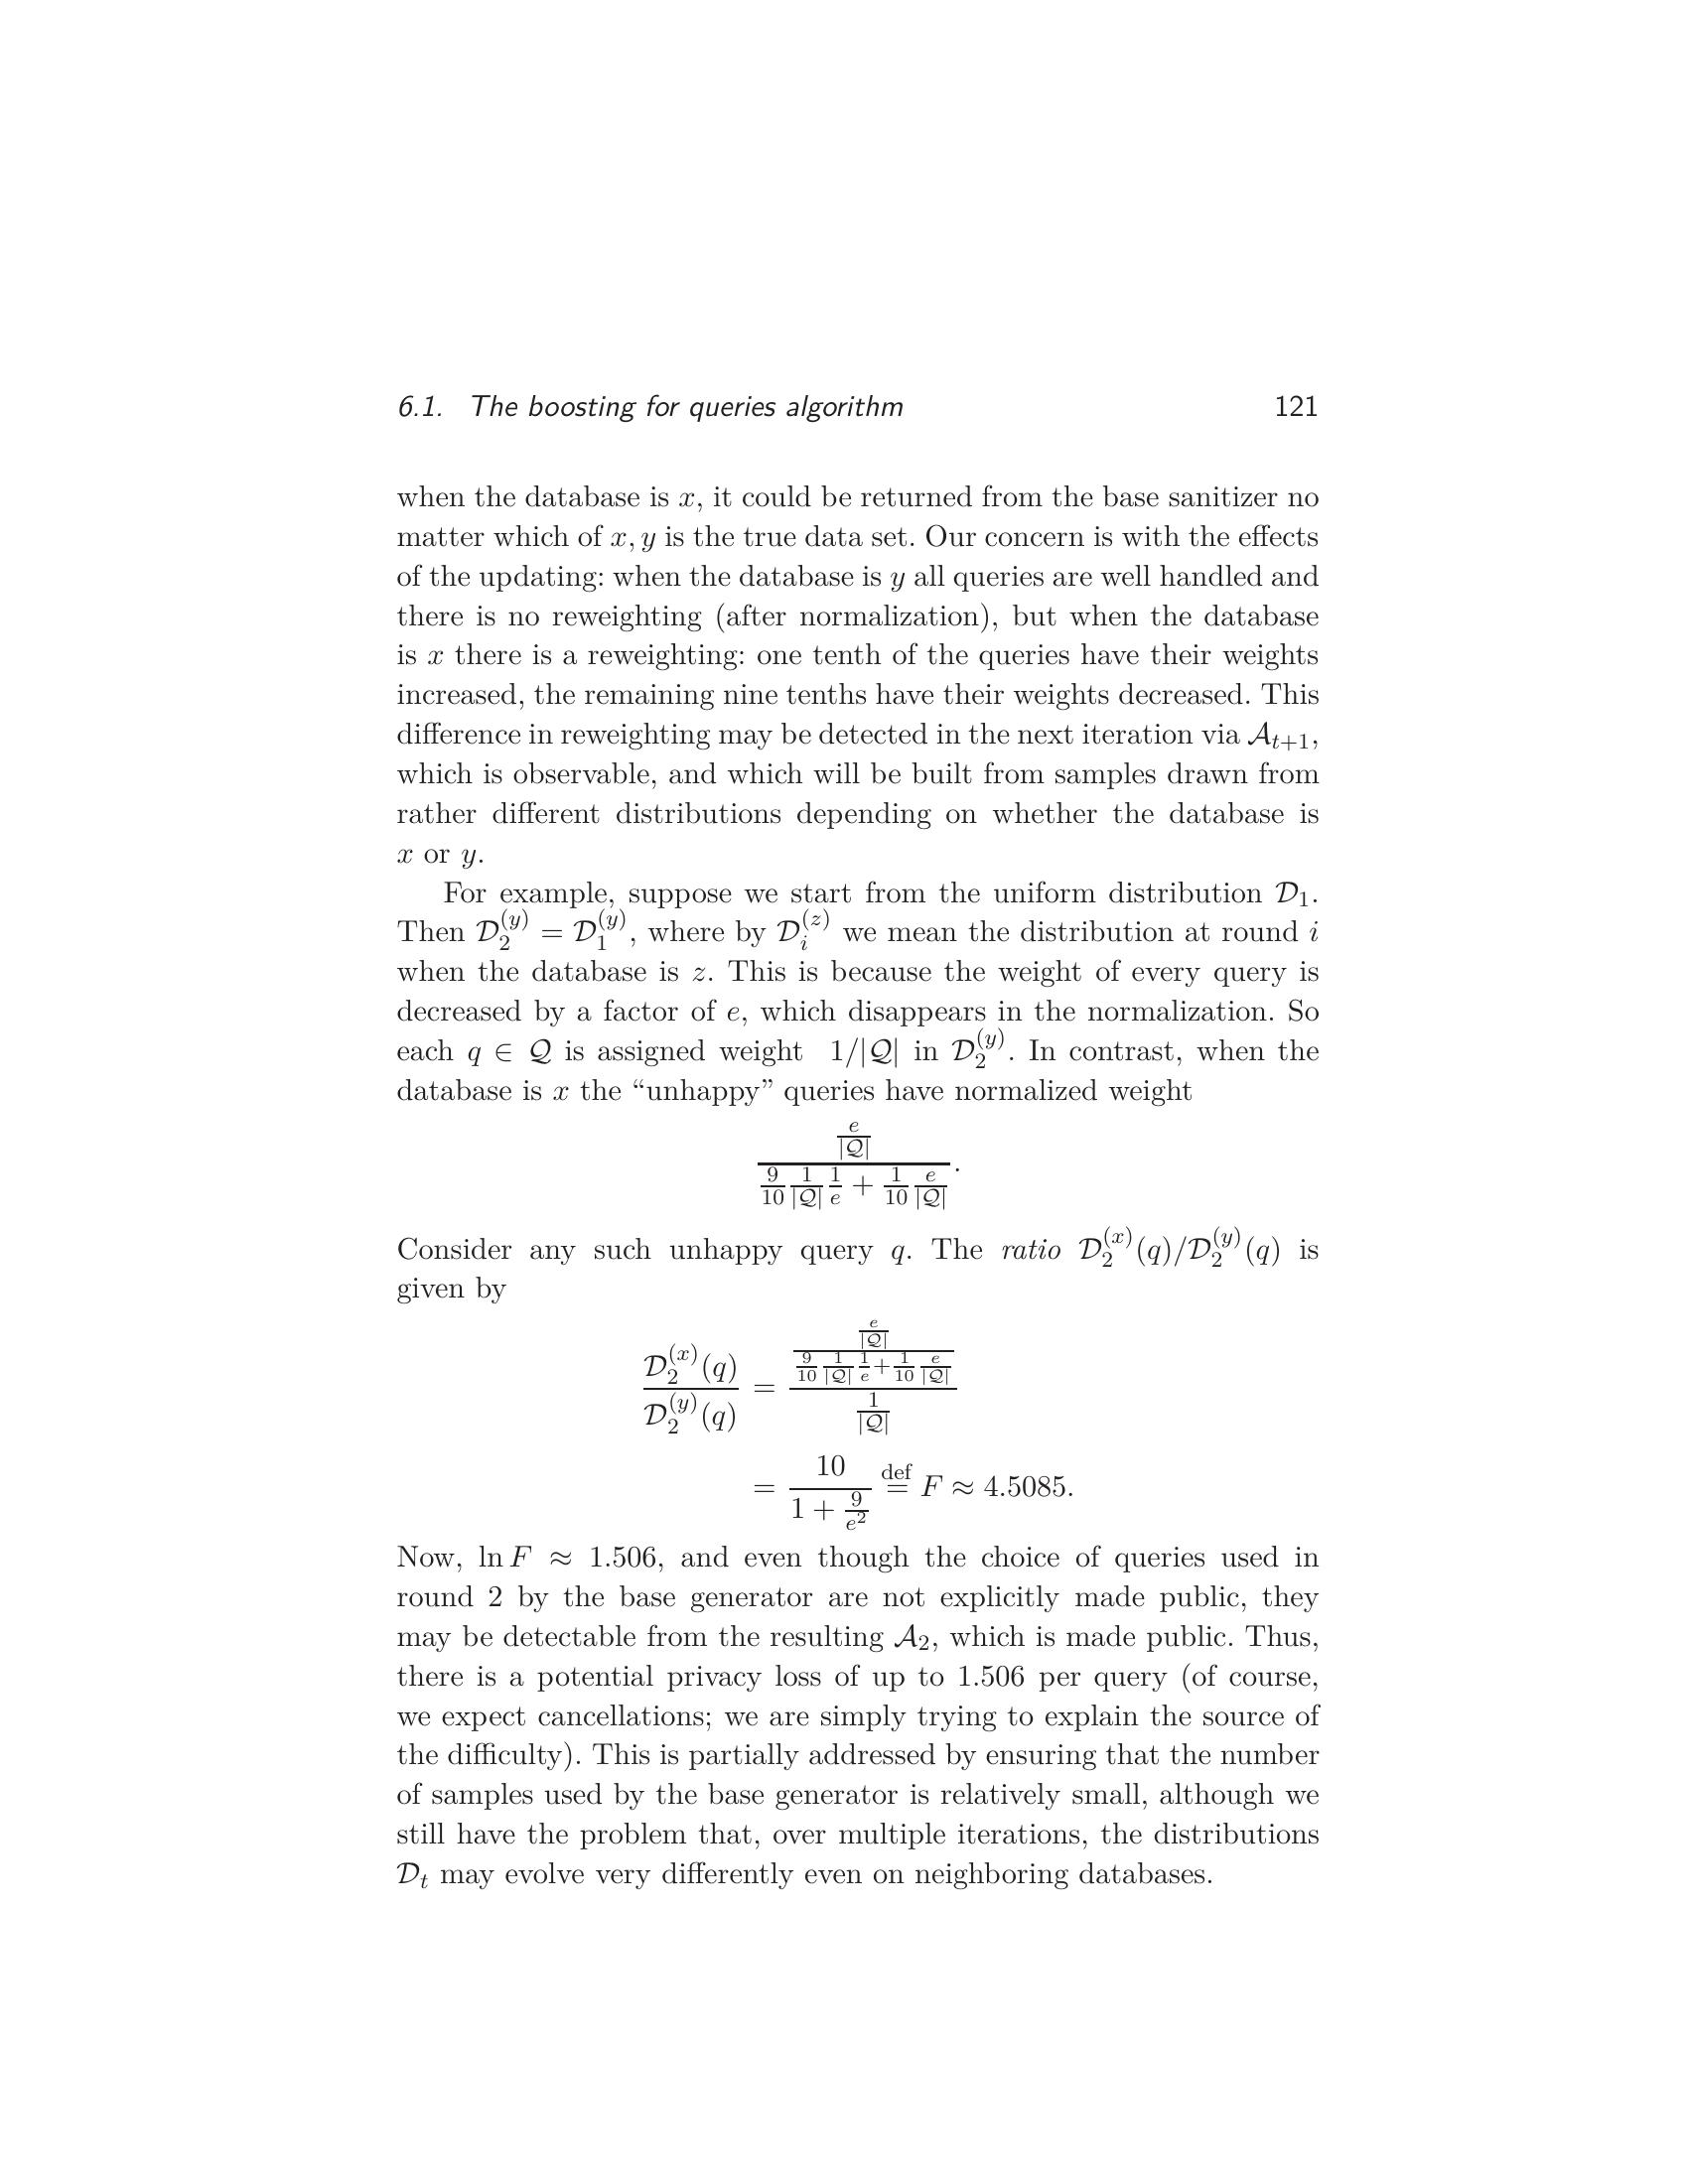 6.1. The boosting for queries algorithm 121
when the database is x, it could be returned from the base sanitizer no
matter which of x, y is the true data set. Our concern is with the effects
of the updating: when the database is y all queries are well handled and
there is no reweighting (after normalization), but when the database
is x there is a reweighting: one tenth of the queries have their weights
increased, the remaining nine tenths have their weights decreased. This
difference in reweighting may be detected in the next iteration via $\mathcal{A}_{t+1}$,
which is observable, and which will be built from samples drawn from
rather different distributions depending on whether the database is
x or y.
For example, suppose we start from the uniform distribution $\mathcal{D}_1$.
Then $\mathcal{D}_2^{(y)} = \mathcal{D}_1^{(y)}$, where by $\mathcal{D}_i^{(z)}$ we mean the distribution at round i
when the database is z. This is because the weight of every query is
decreased by a factor of e, which disappears in the normalization. So
each $q \in \mathcal{Q}$ is assigned weight $1/|\mathcal{Q}|$ in $\mathcal{D}_2^{(y)}$. In contrast, when the
database is x the “unhappy” queries have normalized weight
$\frac{\frac{e}{|\mathcal{Q}|}}{\frac{9}{10}\frac{1}{|\mathcal{Q}|}\frac{1}{e} + \frac{1}{10}\frac{e}{|\mathcal{Q}|}}.$
Consider any such unhappy query q. The ratio $\mathcal{D}_2^{(x)}(q)/\mathcal{D}_2^{(y)}(q)$ is
given by
$\frac{\mathcal{D}_2^{(x)}(q)}{\mathcal{D}_2^{(y)}(q)} = \frac{\frac{\frac{e}{|\mathcal{Q}|}}{\frac{9}{10}\frac{1}{|\mathcal{Q}|}\frac{1}{e}+\frac{1}{10}\frac{e}{|\mathcal{Q}|}}}{\frac{1}{|\mathcal{Q}|}}$
$= \frac{10}{1 + \frac{9}{e^2}} \stackrel{\text{def}}{=} F \approx 4.5085.$
Now, $\ln F \approx 1.506$, and even though the choice of queries used in
round 2 by the base generator are not explicitly made public, they
may be detectable from the resulting $\mathcal{A}_2$, which is made public. Thus,
there is a potential privacy loss of up to 1.506 per query (of course,
we expect cancellations; we are simply trying to explain the source of
the difficulty). This is partially addressed by ensuring that the number
of samples used by the base generator is relatively small, although we
still have the problem that, over multiple iterations, the distributions
$\mathcal{D}_t$ may evolve very differently even on neighboring databases.